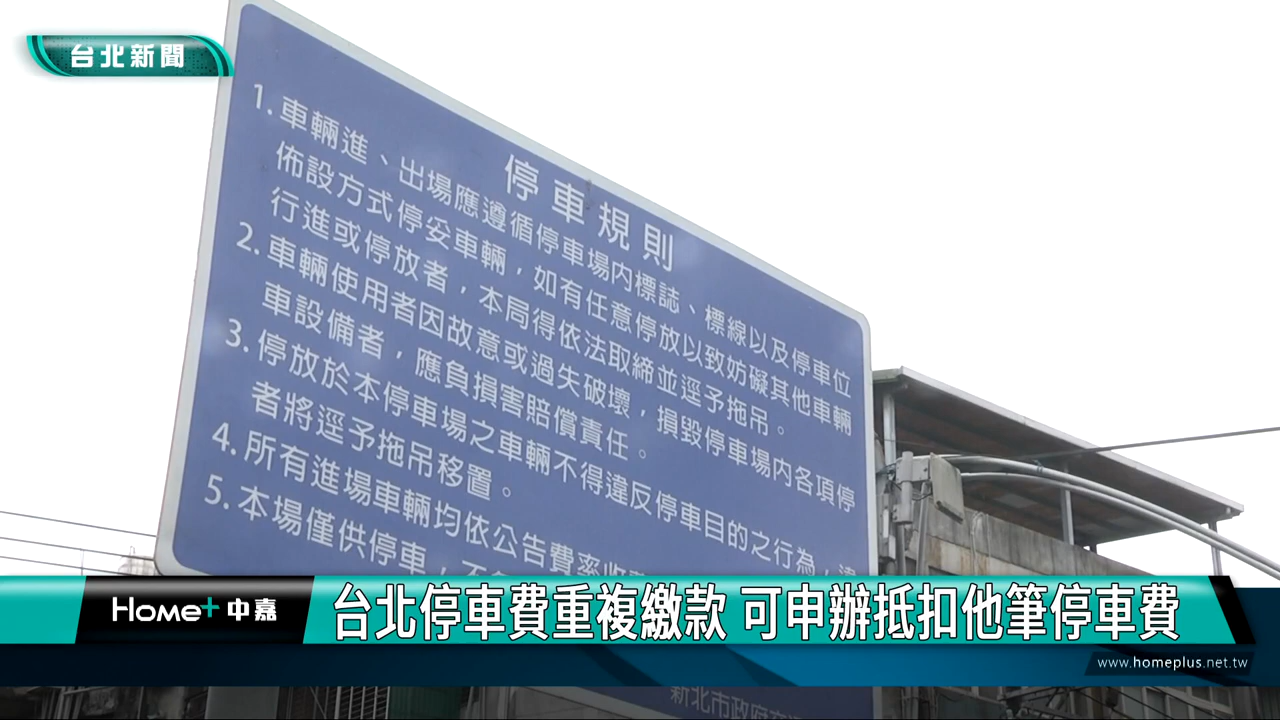 台北新聞
停車規則
1. 車輛進、出場應遵循停車場內標誌、標線以及停車位
佈設方式停妥車輛，如有任意停放以致妨礙其他車輛
行進或停放者，本局得依法取締並逕予拖吊。
2. 車輛使用者因故意或過失破壞，損毀停車場內各項停
車設備者，應負損害賠償責任。
3. 停放於本停車場之車輛不得違反停車目的之行為，違
者將逕予拖吊移置。
4. 所有進場車輛均依公告費率收
5. 本場僅供停車，不
Home+ 中嘉
台北停車費重複繳款 可申辦抵扣他筆停車費
www.homeplus.net.tw
新北市政府交